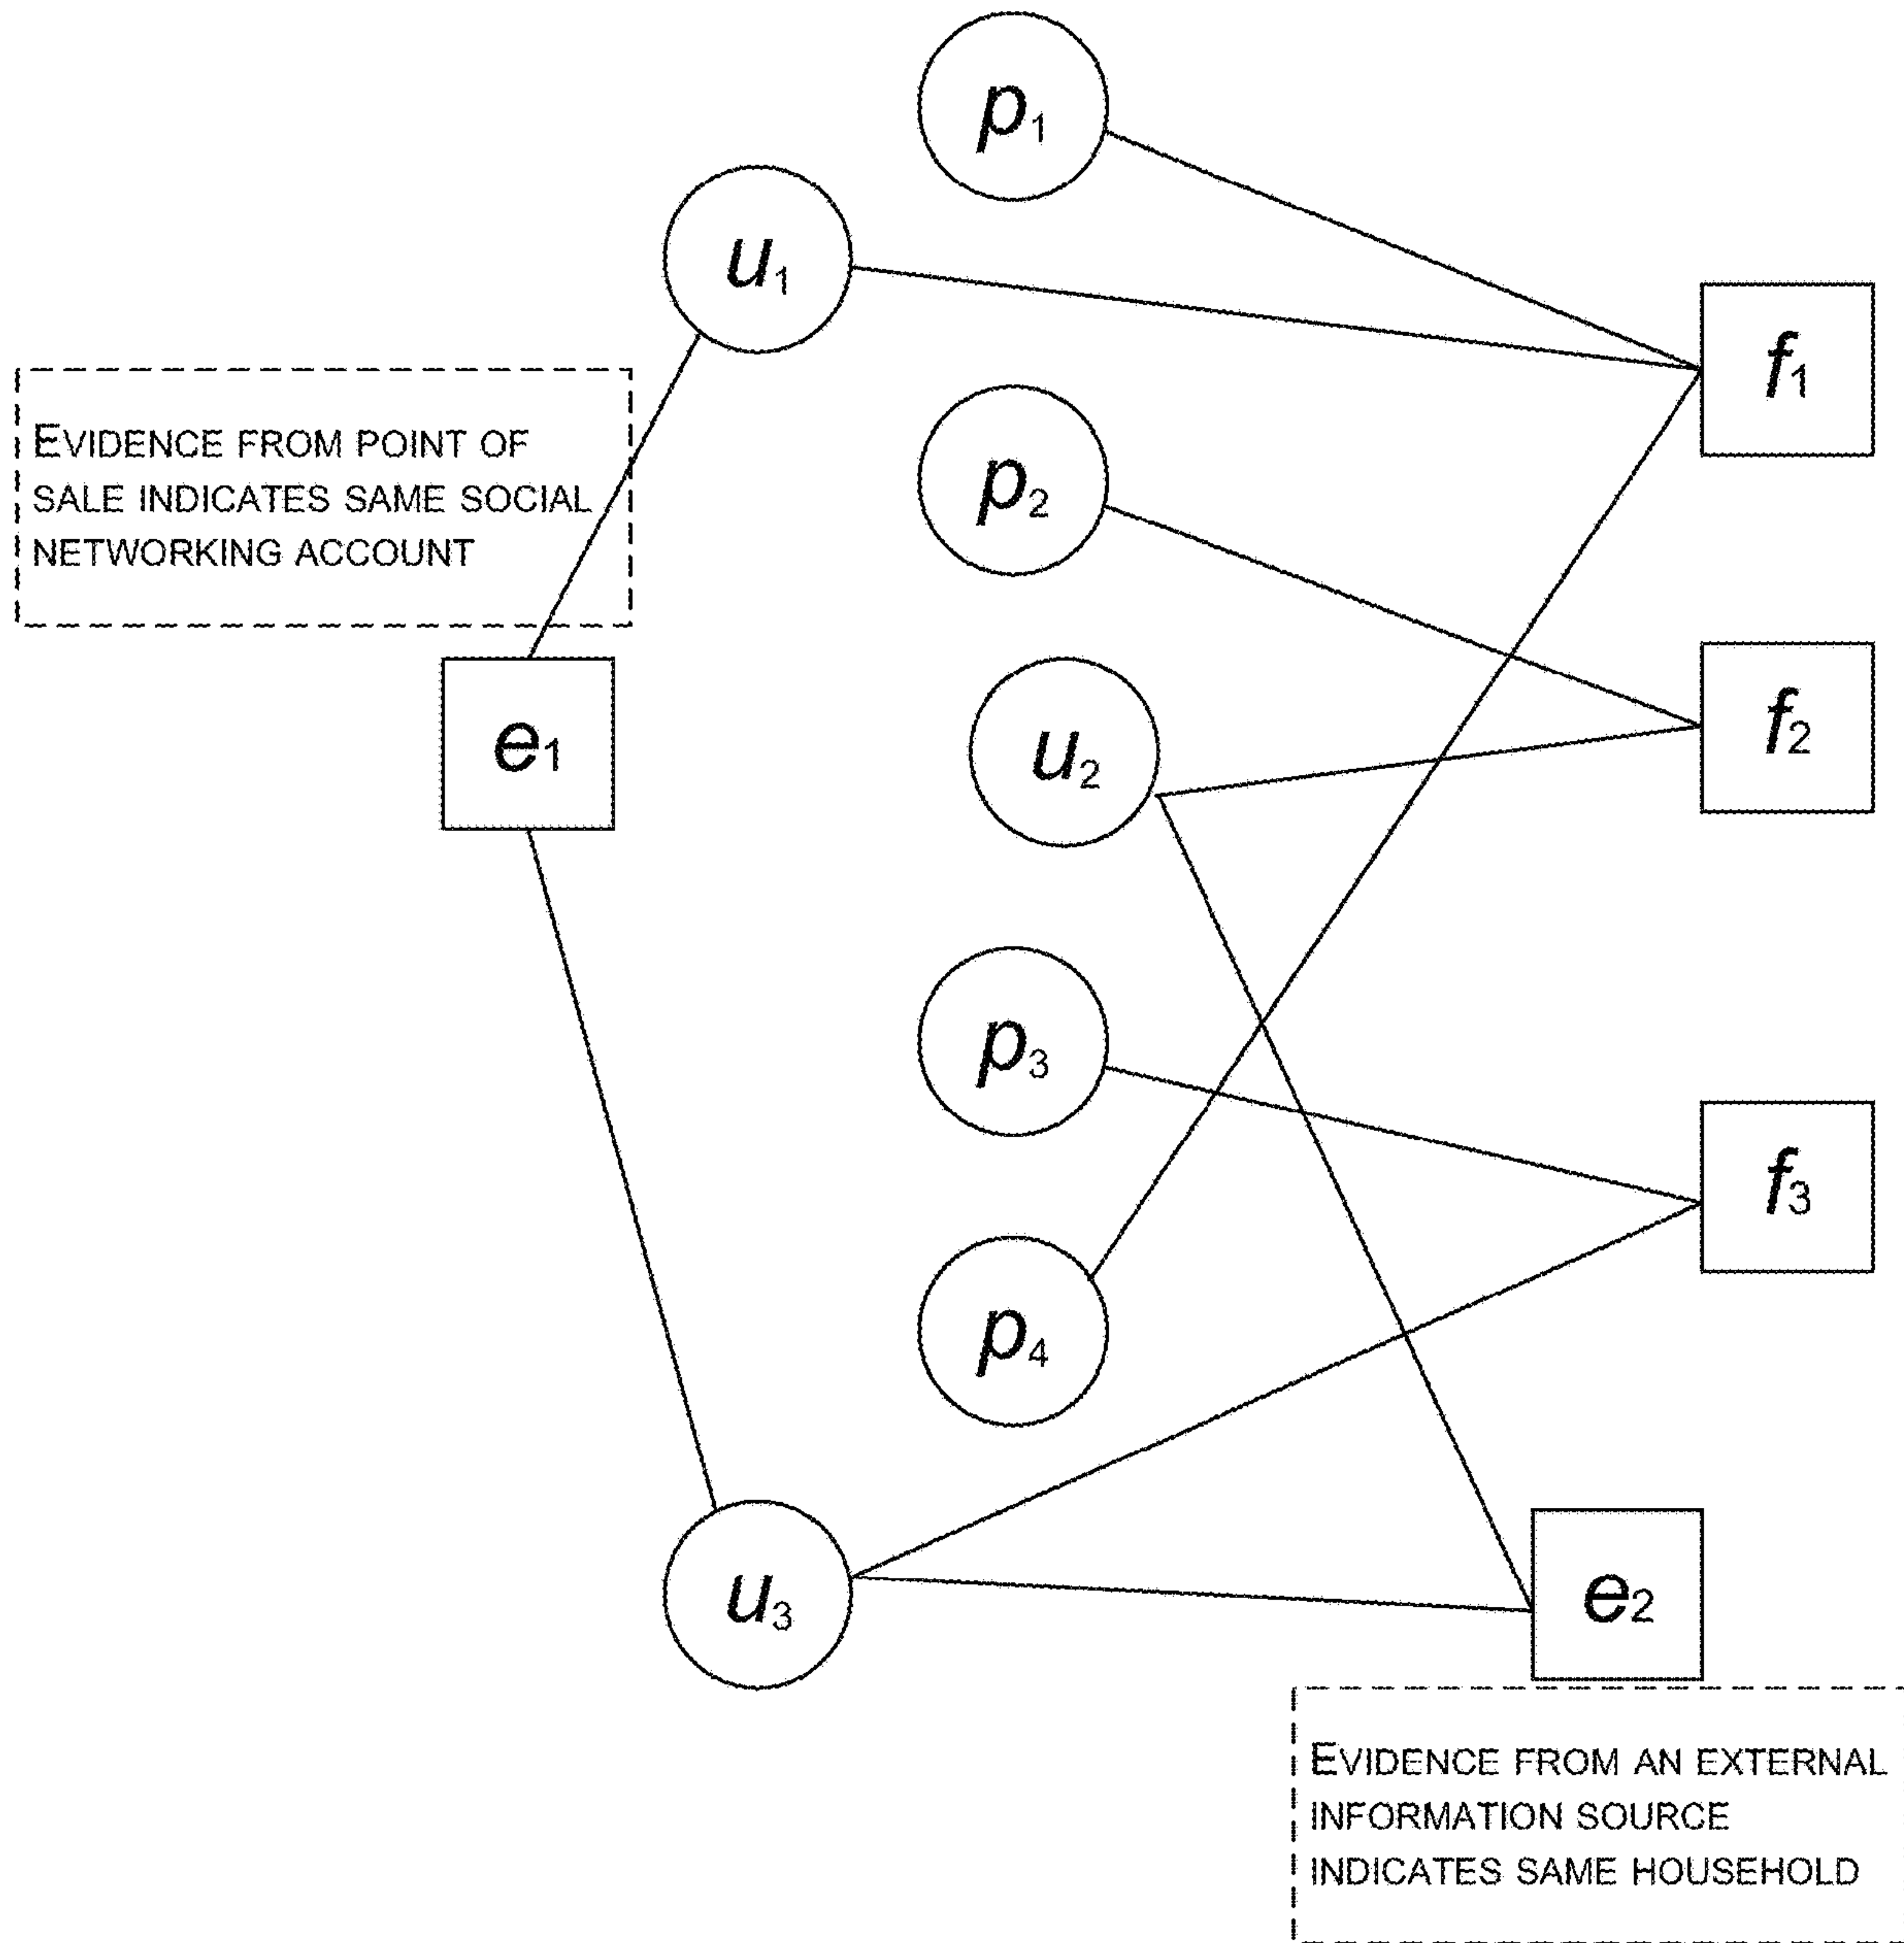 p1
u1
f1
EVIDENCE FROM POINT OF
SALE INDICATES SAME SOCIAL
NETWORKING ACCOUNT
p2
e1
u2
f2
p3
f3
p4
u3
e2
EVIDENCE FROM AN EXTERNAL
INFORMATION SOURCE
INDICATES SAME HOUSEHOLD